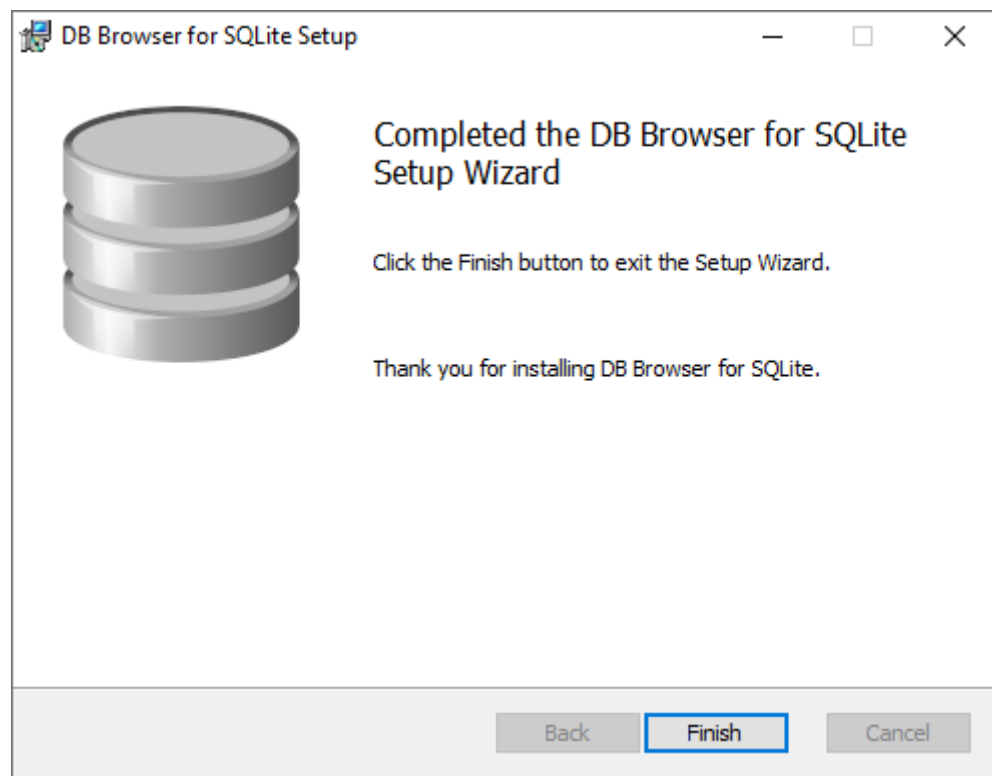 DB Browser for SQLite Setup
Completed the DB Browser for SQLite
Setup Wizard
Click the Finish button to exit the Setup Wizard.
Thank you for installing DB Browser for SQLite.
Back
Finish
Cancel